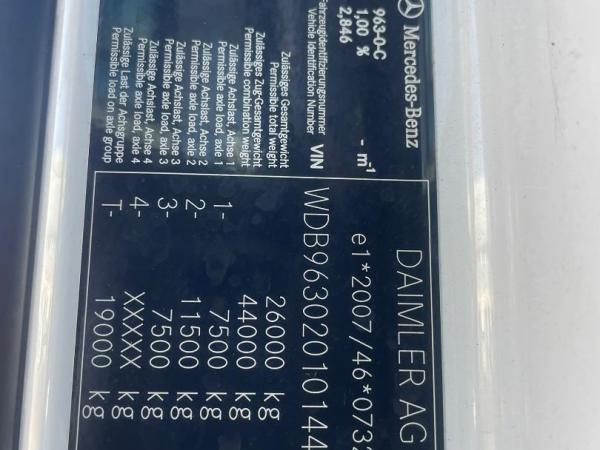 Mercedes-Benz
963-0-C
1,00 % - m⁻¹
2,846
DAIMLER AG
e1*2007/46*0732
Fahrzeugidentifizierungsnummer
Vehicle Identification Number VIN WDB96302010144
Zulässiges Gesamtgewicht
Permissible total weight 26000 kg
Zulässiges Zug-Gesamtgewicht
Permissible combination weight 44000 kg
Zulässige Achslast, Achse 1
Permissible axle load, axle 1 1- 7500 kg
Zulässige Achslast, Achse 2
Permissible axle load, axle 2 2- 11500 kg
Zulässige Achslast, Achse 3
Permissible axle load, axle 3 3- 7500 kg
Zulässige Achslast, Achse 4
Permissible axle load, axle 4 4- XXXXX kg
Zulässige Last der Achsgruppe
Permissible load on axle group T- 19000 kg